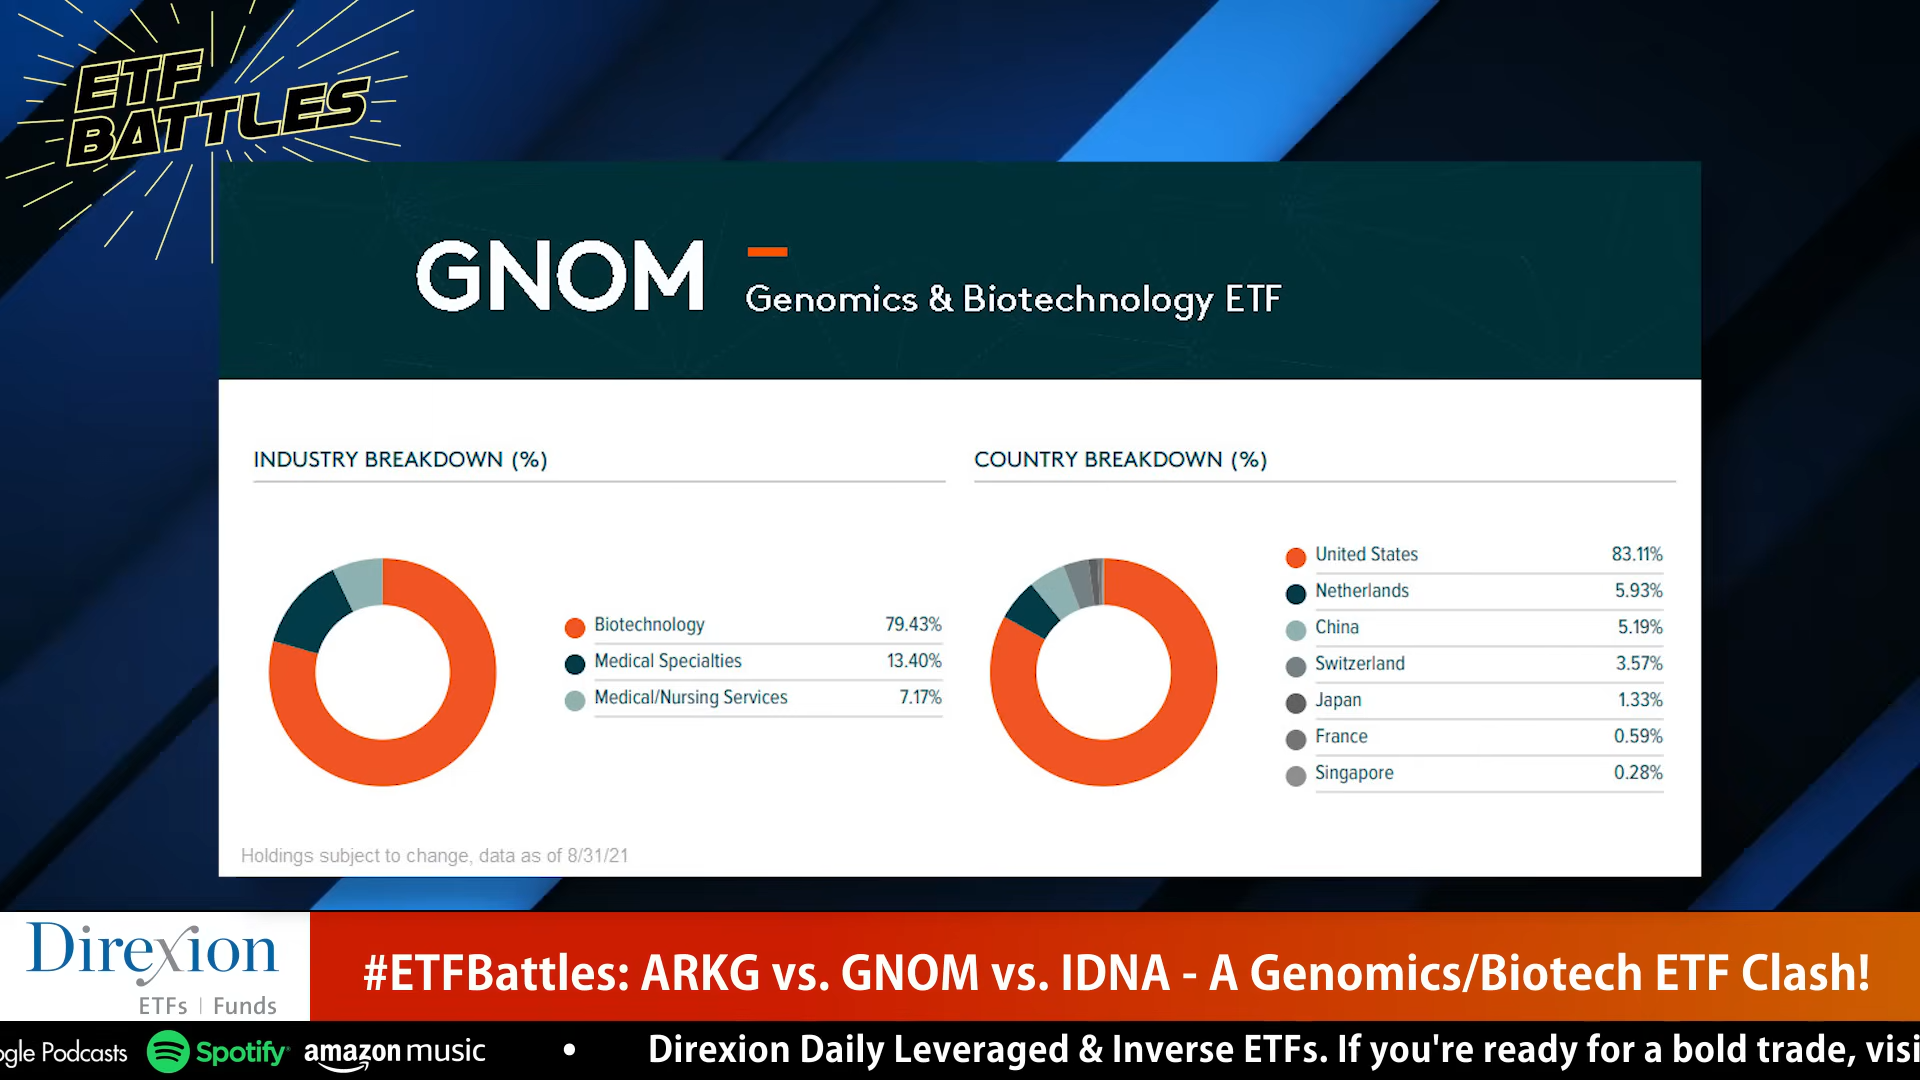 ETF
BATTLES
GNOM
Genomics & Biotechnology ETF
INDUSTRY BREAKDOWN (%)
Biotechnology 79.43%
Medical Specialties 13.40%
Medical/Nursing Services 7.17%
COUNTRY BREAKDOWN (%)
United States 83.11%
Netherlands 5.93%
China 5.19%
Switzerland 3.57%
Japan 1.33%
France 0.59%
Singapore 0.28%
Holdings subject to change, data as of 8/31/21
Direxion
ETFs | Funds
#ETFBattles: ARKG vs. GNOM vs. IDNA - A Genomics/Biotech ETF Clash!
ogle Podcasts Spotify amazon music • Direxion Daily Leveraged & Inverse ETFs. If you're ready for a bold trade, visi